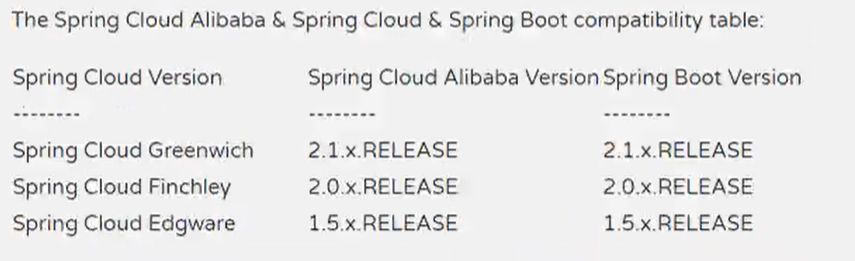 The Spring Cloud Alibaba & Spring Cloud & Spring Boot compatibility table:
Spring Cloud Version Spring Cloud Alibaba Version Spring Boot Version
-------- -------- --------
Spring Cloud Greenwich 2.1.x.RELEASE 2.1.x.RELEASE
Spring Cloud Finchley 2.0.x.RELEASE 2.0.x.RELEASE
Spring Cloud Edgware 1.5.x.RELEASE 1.5.x.RELEASE